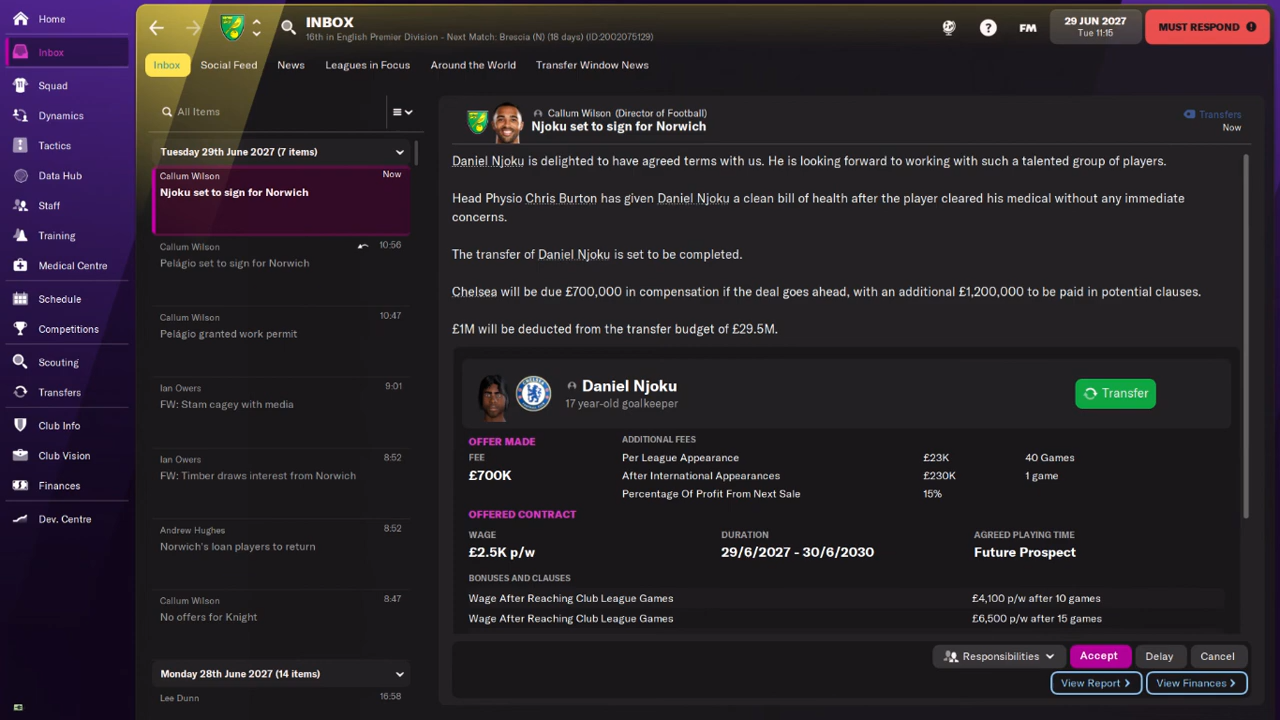 Home
Inbox
Squad
Dynamics
Tactics
Data Hub
Staff
Training
Medical Centre
Schedule
Competitions
Scouting
Transfers
Club Info
Club Vision
Finances
Dev. Centre
INBOX
16th in English Premier Division - Next Match: Brescia (N) (18 days) (ID:2002075129)
FM
29 JUN 2027
Tue 11:15
MUST RESPOND
Inbox
Social Feed
News
Leagues in Focus
Around the World
Transfer Window News
All Items
Tuesday 29th June 2027 (7 items)
Callum Wilson Now
Njoku set to sign for Norwich
Callum Wilson 10:56
Pelágio set to sign for Norwich
Callum Wilson 10:47
Pelágio granted work permit
Ian Owers 9:01
FW: Stam cagey with media
Ian Owers 8:52
FW: Timber draws interest from Norwich
Andrew Hughes 8:52
Norwich's loan players to return
Callum Wilson 8:47
No offers for Knight
Monday 28th June 2027 (14 items)
Lee Dunn 16:58
Callum Wilson (Director of Football)
Njoku set to sign for Norwich
Transfers
Now
Daniel Njoku is delighted to have agreed terms with us. He is looking forward to working with such a talented group of players.
Head Physio Chris Burton has given Daniel Njoku a clean bill of health after the player cleared his medical without any immediate
concerns.
The transfer of Daniel Njoku is set to be completed.
Chelsea will be due £700,000 in compensation if the deal goes ahead, with an additional £1,200,000 to be paid in potential clauses.
£1M will be deducted from the transfer budget of £29.5M.
Daniel Njoku
17 year-old goalkeeper
Transfer
OFFER MADE
FEE
£700K
ADDITIONAL FEES
Per League Appearance £23K 40 Games
After International Appearances £230K 1 game
Percentage Of Profit From Next Sale 15%
OFFERED CONTRACT
WAGE
£2.5K p/w
DURATION
29/6/2027 - 30/6/2030
AGREED PLAYING TIME
Future Prospect
BONUSES AND CLAUSES
Wage After Reaching Club League Games £4,100 p/w after 10 games
Wage After Reaching Club League Games £6,500 p/w after 15 games
Responsibilities
Accept
Delay
Cancel
View Report
View Finances